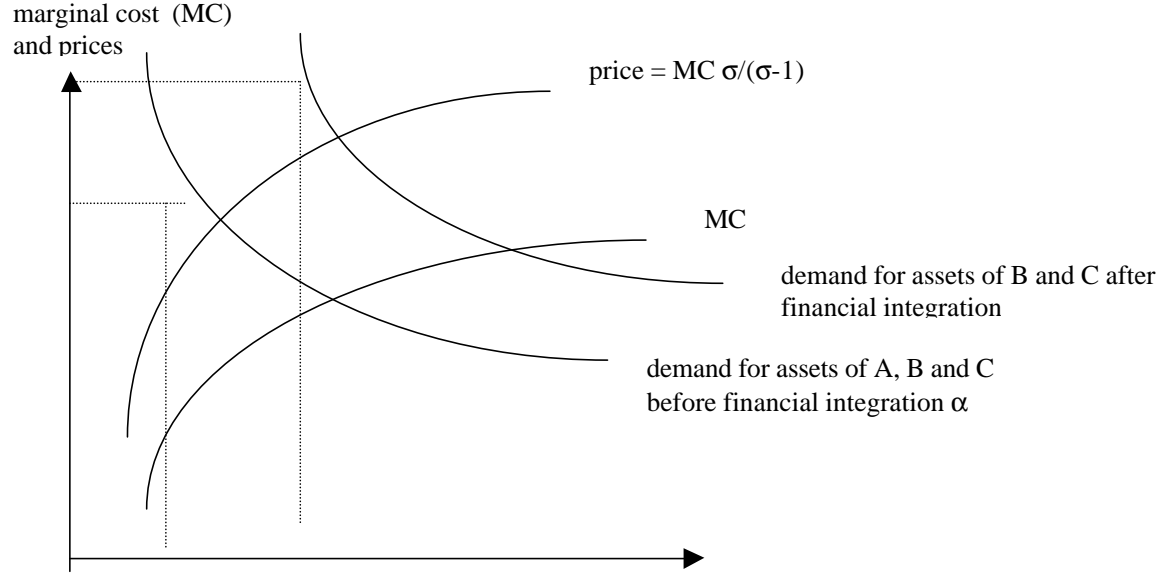 marginal cost (MC)
and prices
price = MC σ/(σ-1)
MC
demand for assets of B and C after
financial integration
demand for assets of A, B and C
before financial integration α